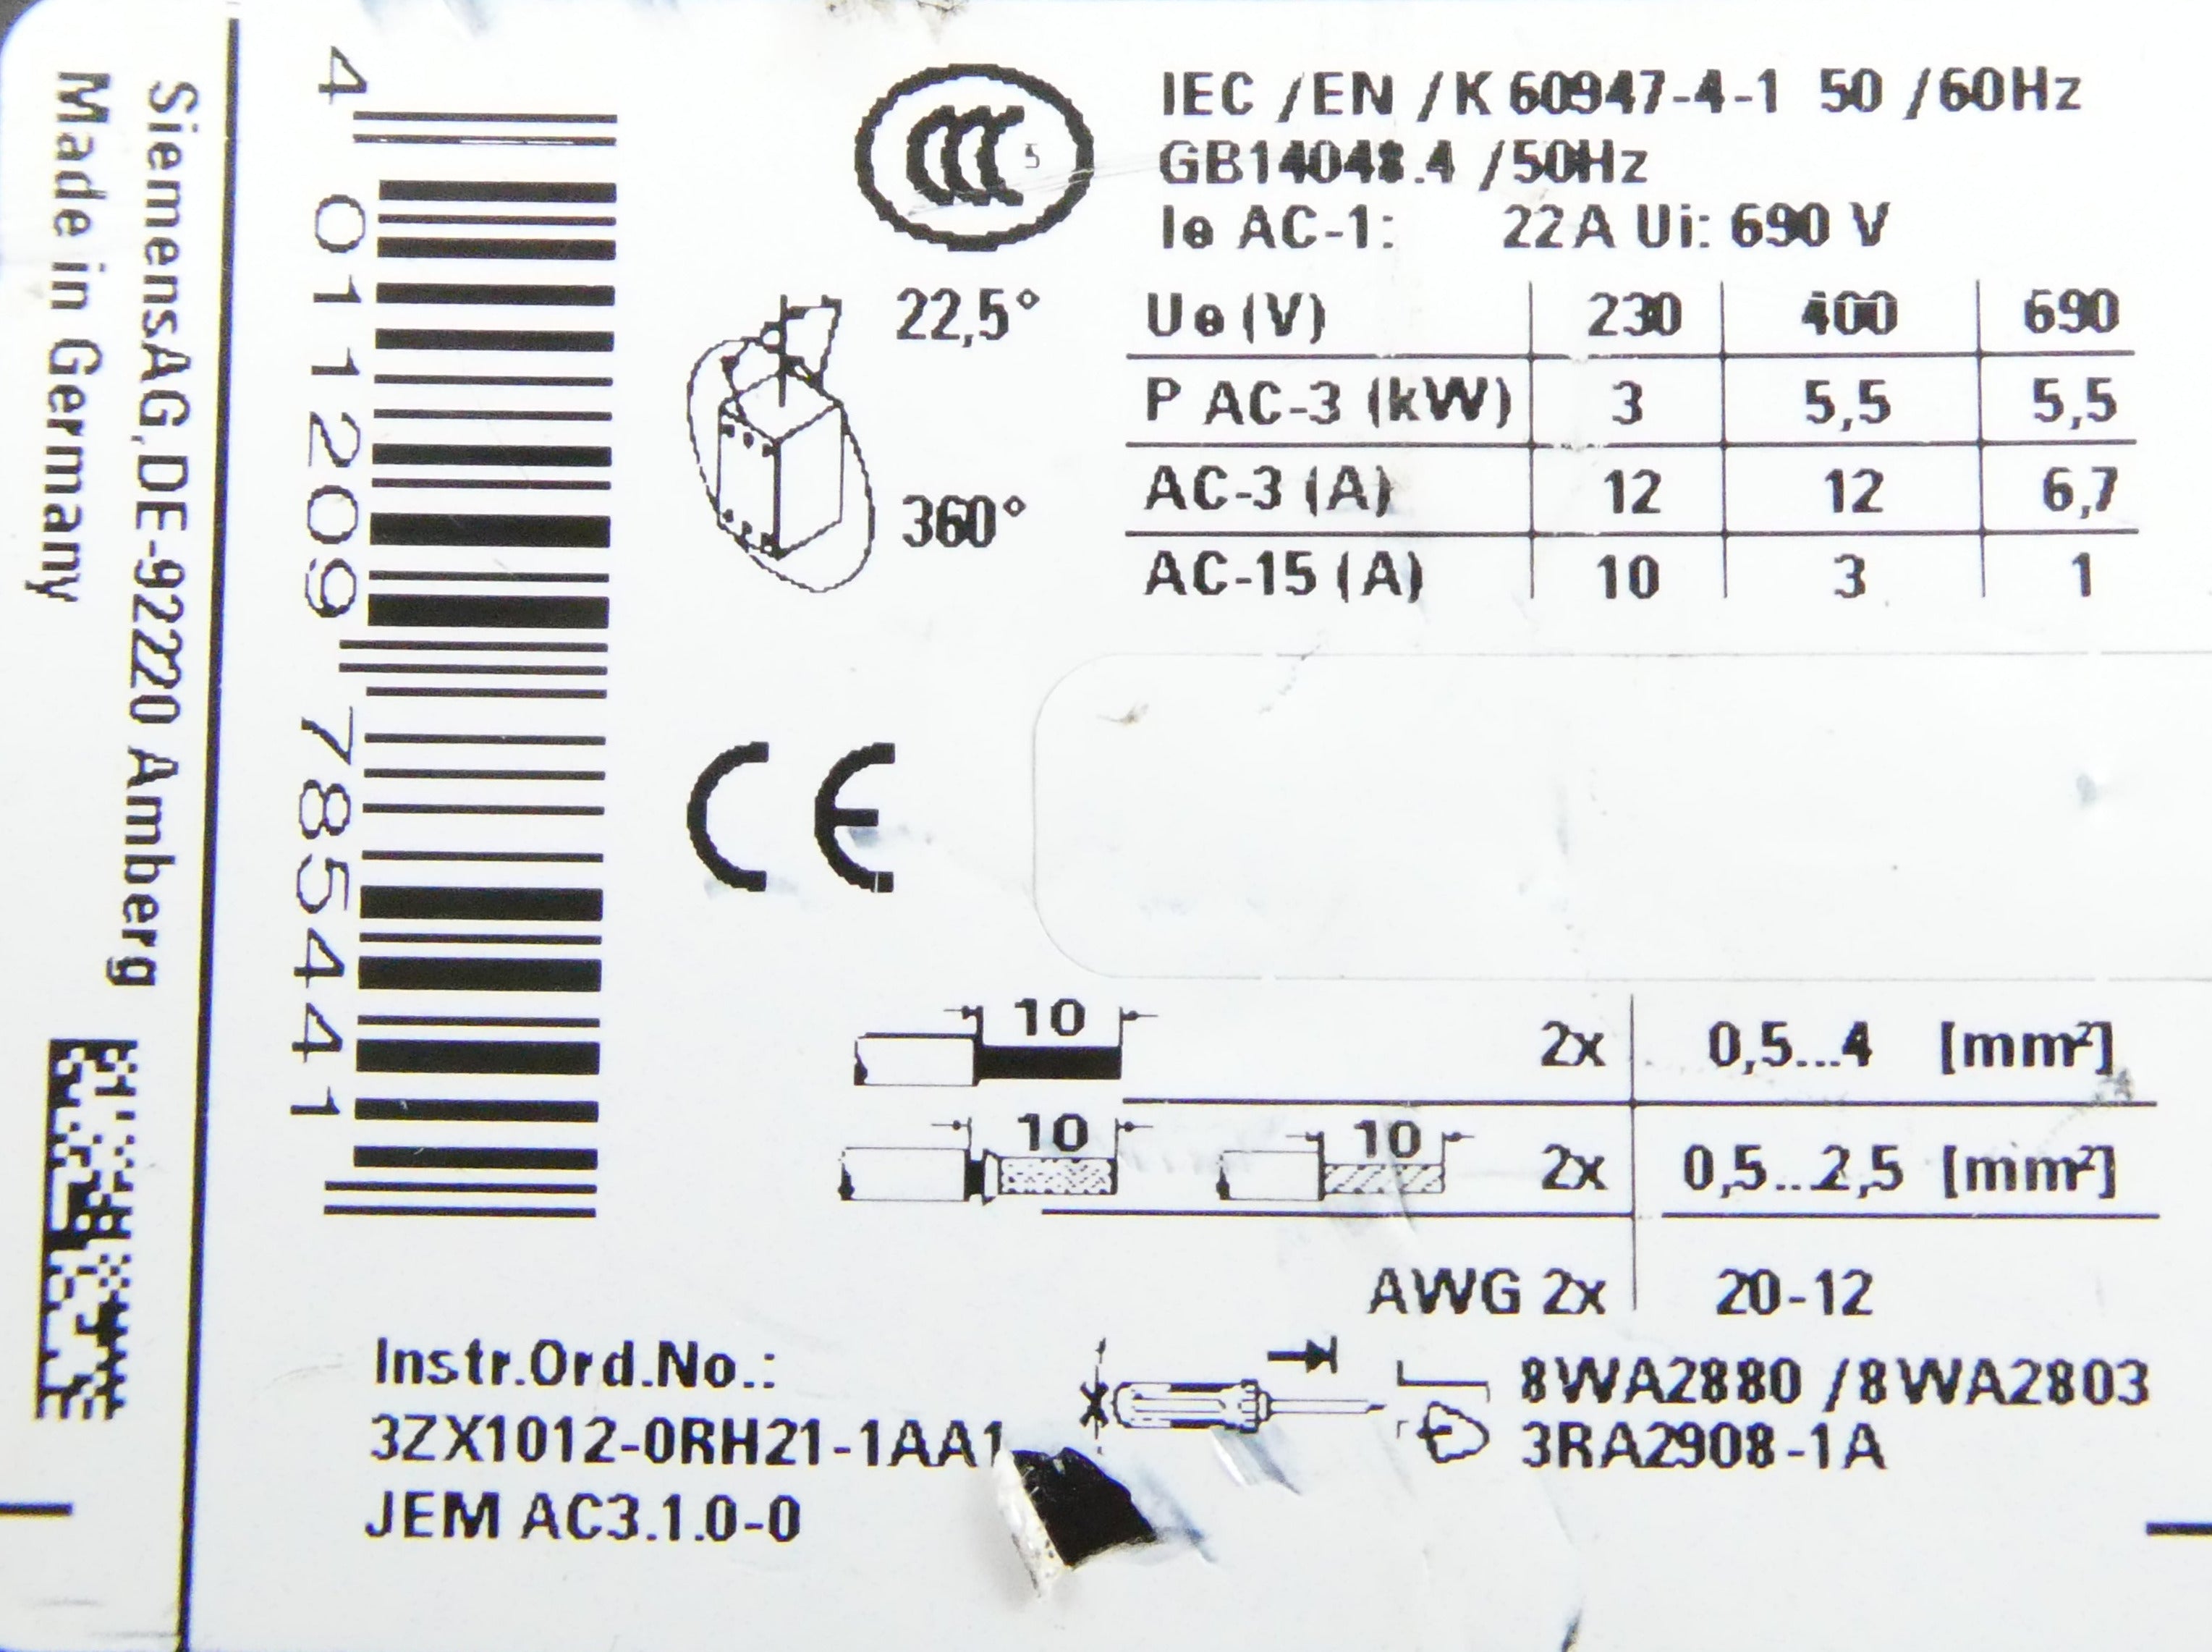 Siemens AG, DE-92220 Amberg
Made in Germany
4 011209 785441
CCC S
IEC /EN /K 60947-4-1 50 /60Hz
GB14048.4 /50Hz
Ie AC-1: 22A Ui: 690 V
22,5°
360°
Ue (V) 230 400 690
P AC-3 (kW) 3 5,5 5,5
AC-3 (A) 12 12 6,7
AC-15 (A) 10 3 1
CE
10 2x 0,5...4 [mm²]
10 10 2x 0,5...2,5 [mm²]
AWG 2x 20-12
Instr.Ord.No.:
3ZX1012-0RH21-1AA1
JEM AC3.1.0-0
8WA2880 /8WA2803
3RA2908-1A